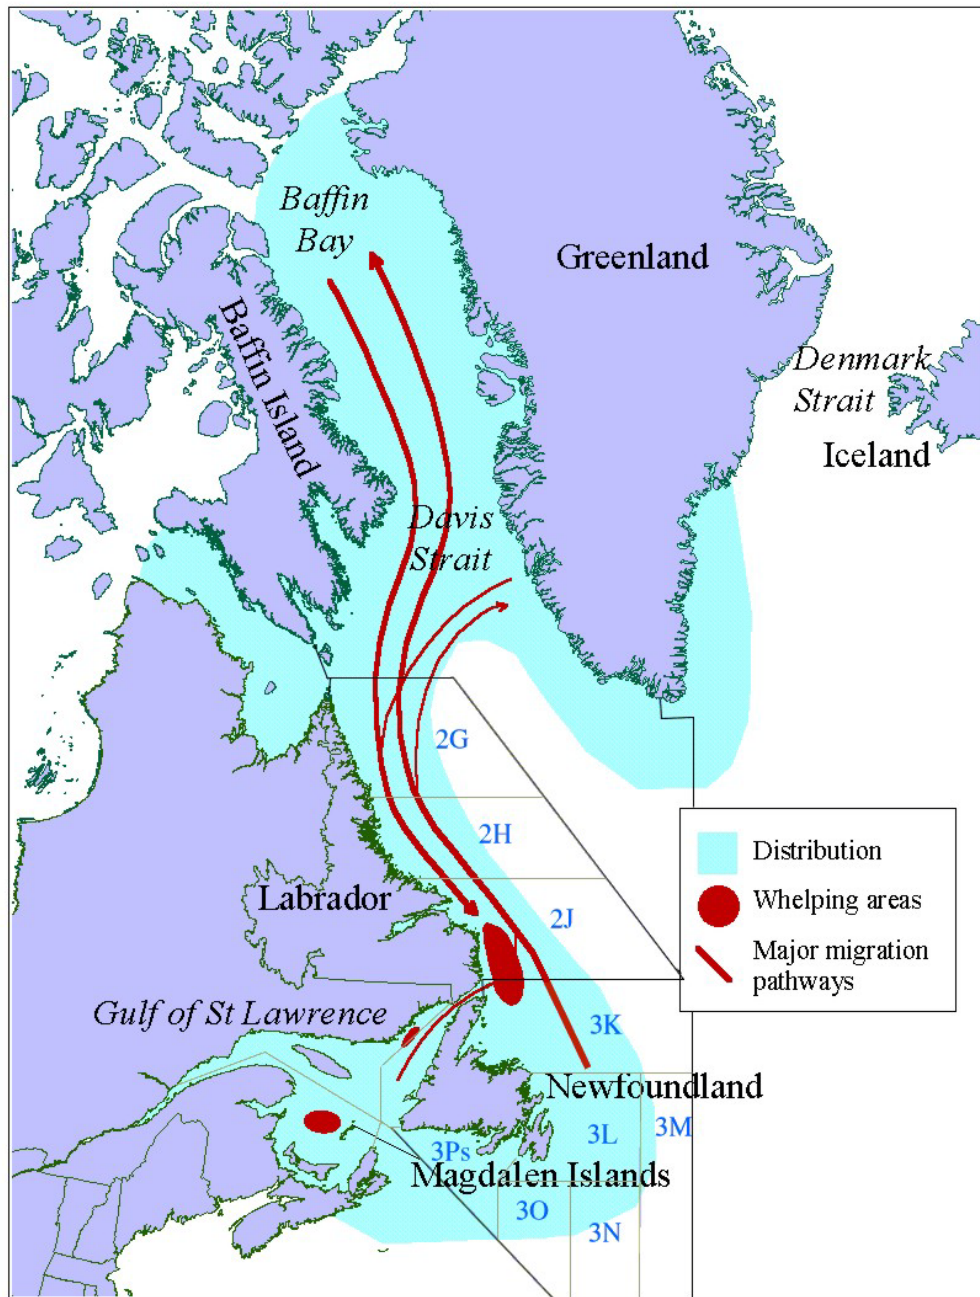 Baffin
Bay
Greenland
Baffin Island
Denmark
Strait
Iceland
Davis
Strait
2G
2H
Labrador
2J
Distribution
Whelping areas
Major migration
pathways
Gulf of St Lawrence
3K
Newfoundland
3L
3M
3Ps
Magdalen Islands
3O
3N